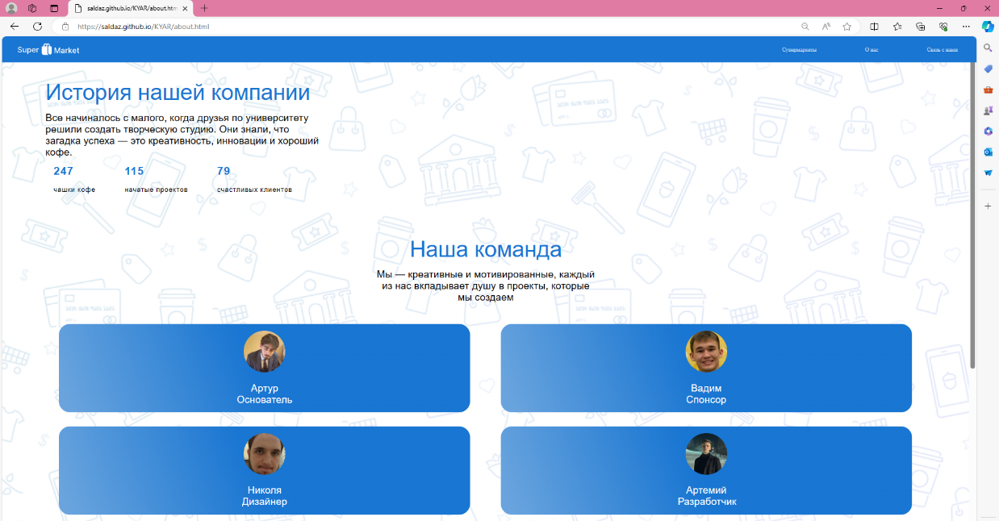 saldaz.github.io/KYAR/about.htm
https://saldaz.github.io/KYAR/about.html
Super Market
Супермаркеты
О нас
Связь с нами
История нашей компании
Все начиналось с малого, когда друзья по университету
решили создать творческую студию. Они знали, что
загадка успеха — это креативность, инновации и хороший
кофе.
247 115 79
чашки кофе начатые проектов счастливых клиентов
Наша команда
Мы — креативные и мотивированные, каждый
из нас вкладывает душу в проекты, которые
мы создаем
Артур
Основатель
Вадим
Спонсор
Николя
Дизайнер
Артемий
Разработчик